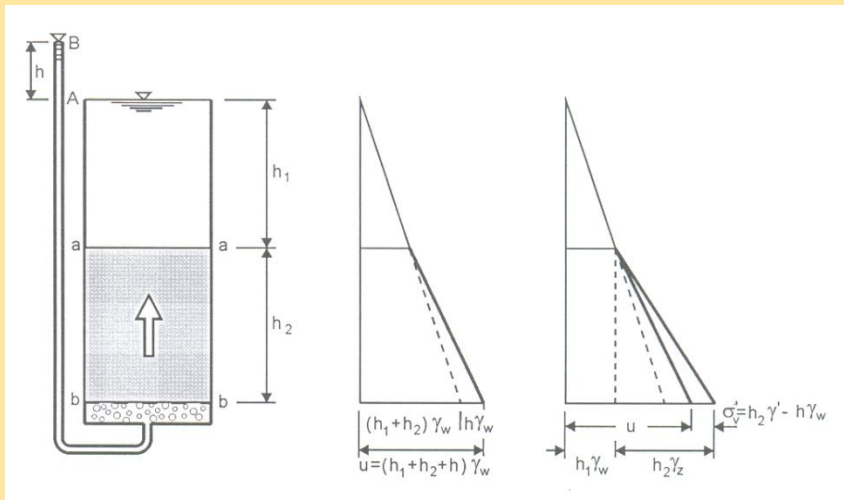 B
h
A
h₁
a
a
h₂
b
b
(h₁+h₂) γw hγw
u=(h₁+h₂+h) γw
u
σ'v=h₂γ' - hγw
h₁γw
h₂γz